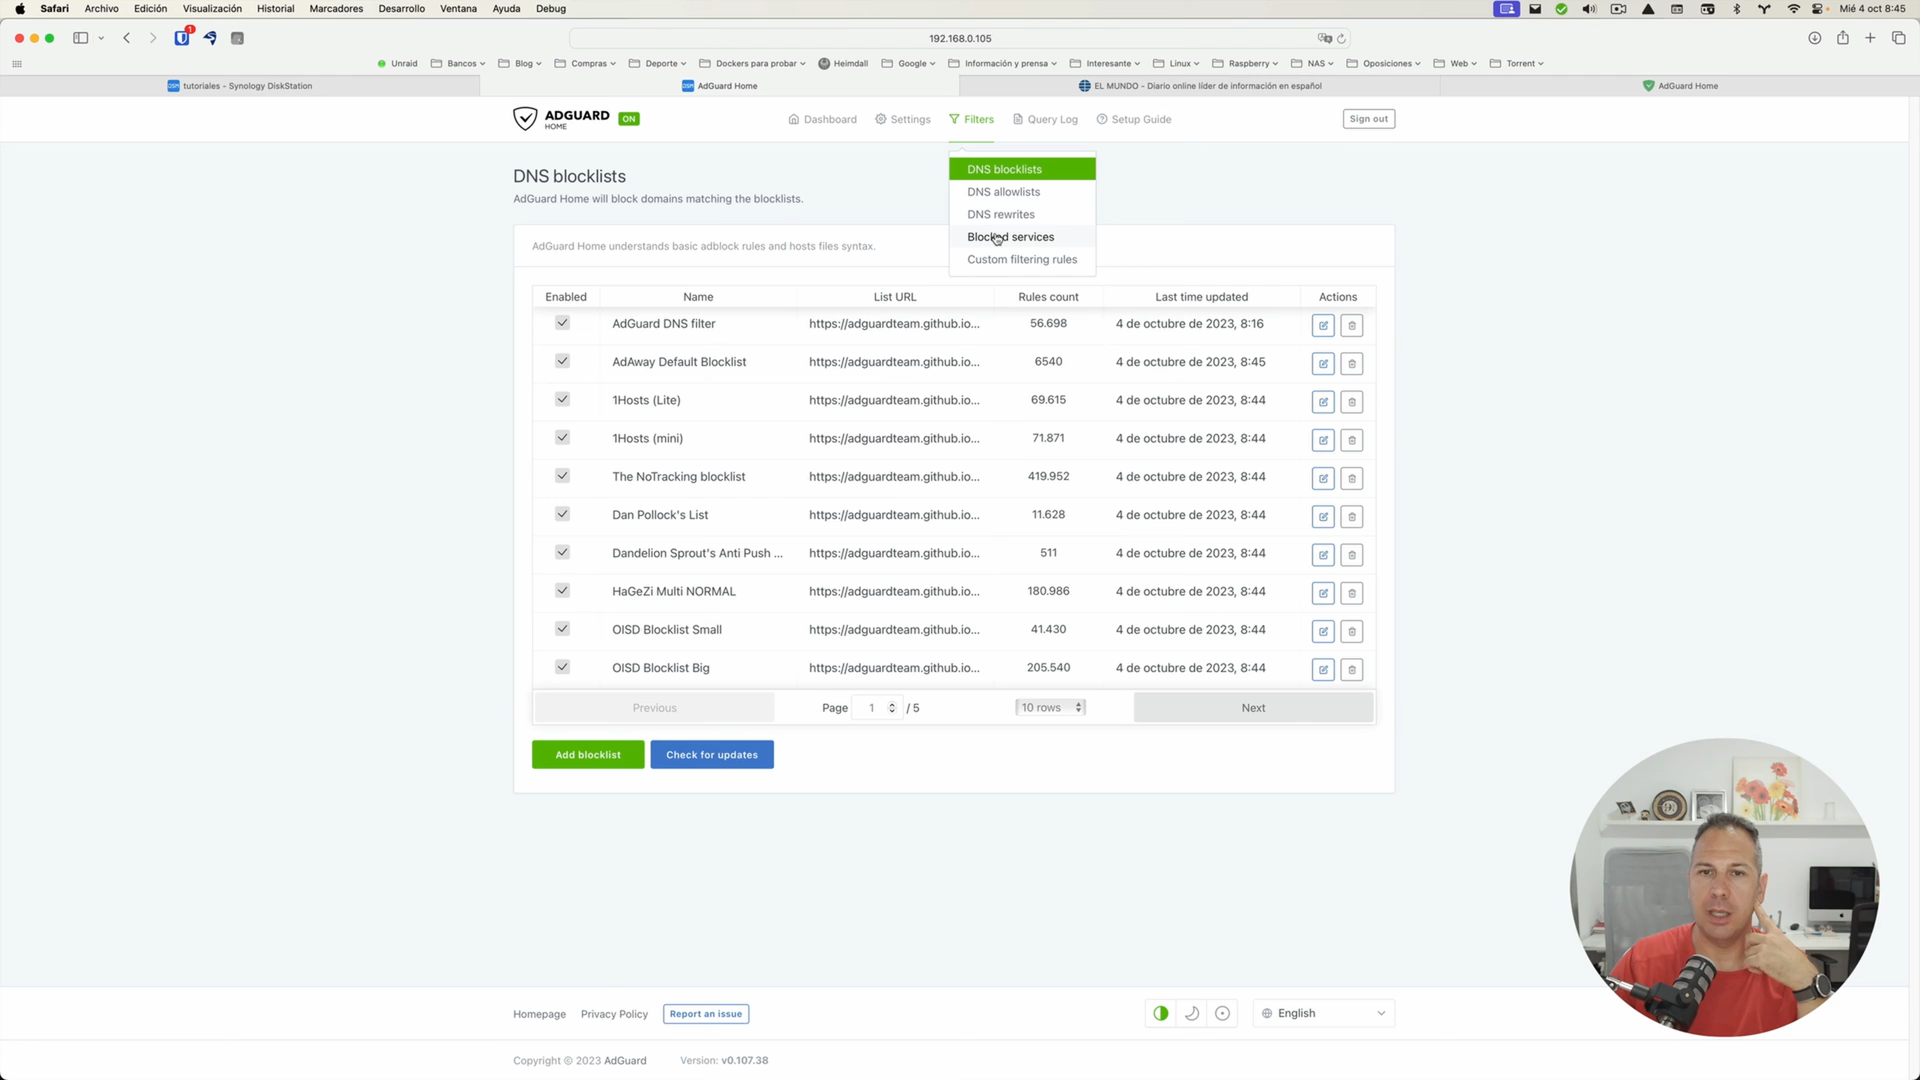 Safari Archivo Edición Visualización Historial Marcadores Desarrollo Ventana Ayuda Debug Mié 4 oct 8:45
1 192.168.0.105
Unraid Bancos Blog Compras Deporte Dockers para probar Heimdall Google Información y prensa Interesante Linux Raspberry NAS Oposiciones Web Torrent
DSM tutoriales - Synology DiskStation DSM AdGuard Home EL MUNDO - Diario online líder de información en español AdGuard Home
ADGUARD HOME ON Dashboard Settings Filters Query Log Setup Guide Sign out
DNS blocklists
DNS allowlists
DNS rewrites
Blocked services
Custom filtering rules
DNS blocklists
AdGuard Home will block domains matching the blocklists.
AdGuard Home understands basic adblock rules and hosts files syntax.
Enabled Name List URL Rules count Last time updated Actions
AdGuard DNS filter https://adguardteam.github.io... 56.698 4 de octubre de 2023, 8:16
AdAway Default Blocklist https://adguardteam.github.io... 6540 4 de octubre de 2023, 8:45
1Hosts (Lite) https://adguardteam.github.io... 69.615 4 de octubre de 2023, 8:44
1Hosts (mini) https://adguardteam.github.io... 71.871 4 de octubre de 2023, 8:44
The NoTracking blocklist https://adguardteam.github.io... 419.952 4 de octubre de 2023, 8:44
Dan Pollock's List https://adguardteam.github.io... 11.628 4 de octubre de 2023, 8:44
Dandelion Sprout's Anti Push ... https://adguardteam.github.io... 511 4 de octubre de 2023, 8:44
HaGeZi Multi NORMAL https://adguardteam.github.io... 180.986 4 de octubre de 2023, 8:44
OISD Blocklist Small https://adguardteam.github.io... 41.430 4 de octubre de 2023, 8:44
OISD Blocklist Big https://adguardteam.github.io... 205.540 4 de octubre de 2023, 8:44
Previous Page 1 / 5 10 rows Next
Add blocklist Check for updates
Homepage Privacy Policy Report an issue English
Copyright © 2023 AdGuard Version: v0.107.38